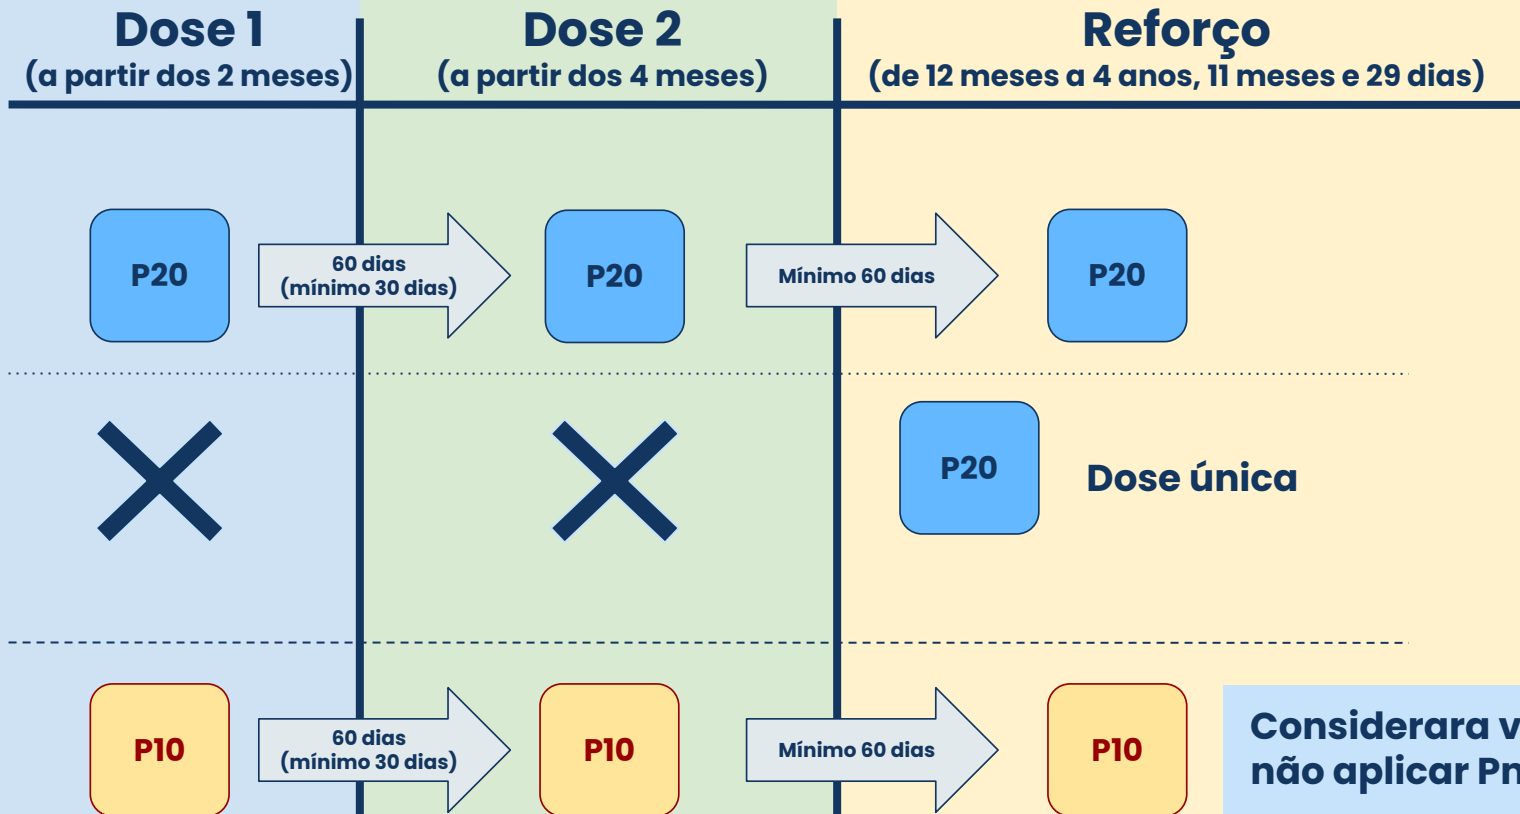 Dose 1
(a partir dos 2 meses)
Dose 2
(a partir dos 4 meses)
Reforço
(de 12 meses a 4 anos, 11 meses e 29 dias)
P20
60 dias
(mínimo 30 dias)
P20
Mínimo 60 dias
P20
P20
Dose única
P10
60 dias
(mínimo 30 dias)
P10
Mínimo 60 dias
P10
Considerara
não aplicar